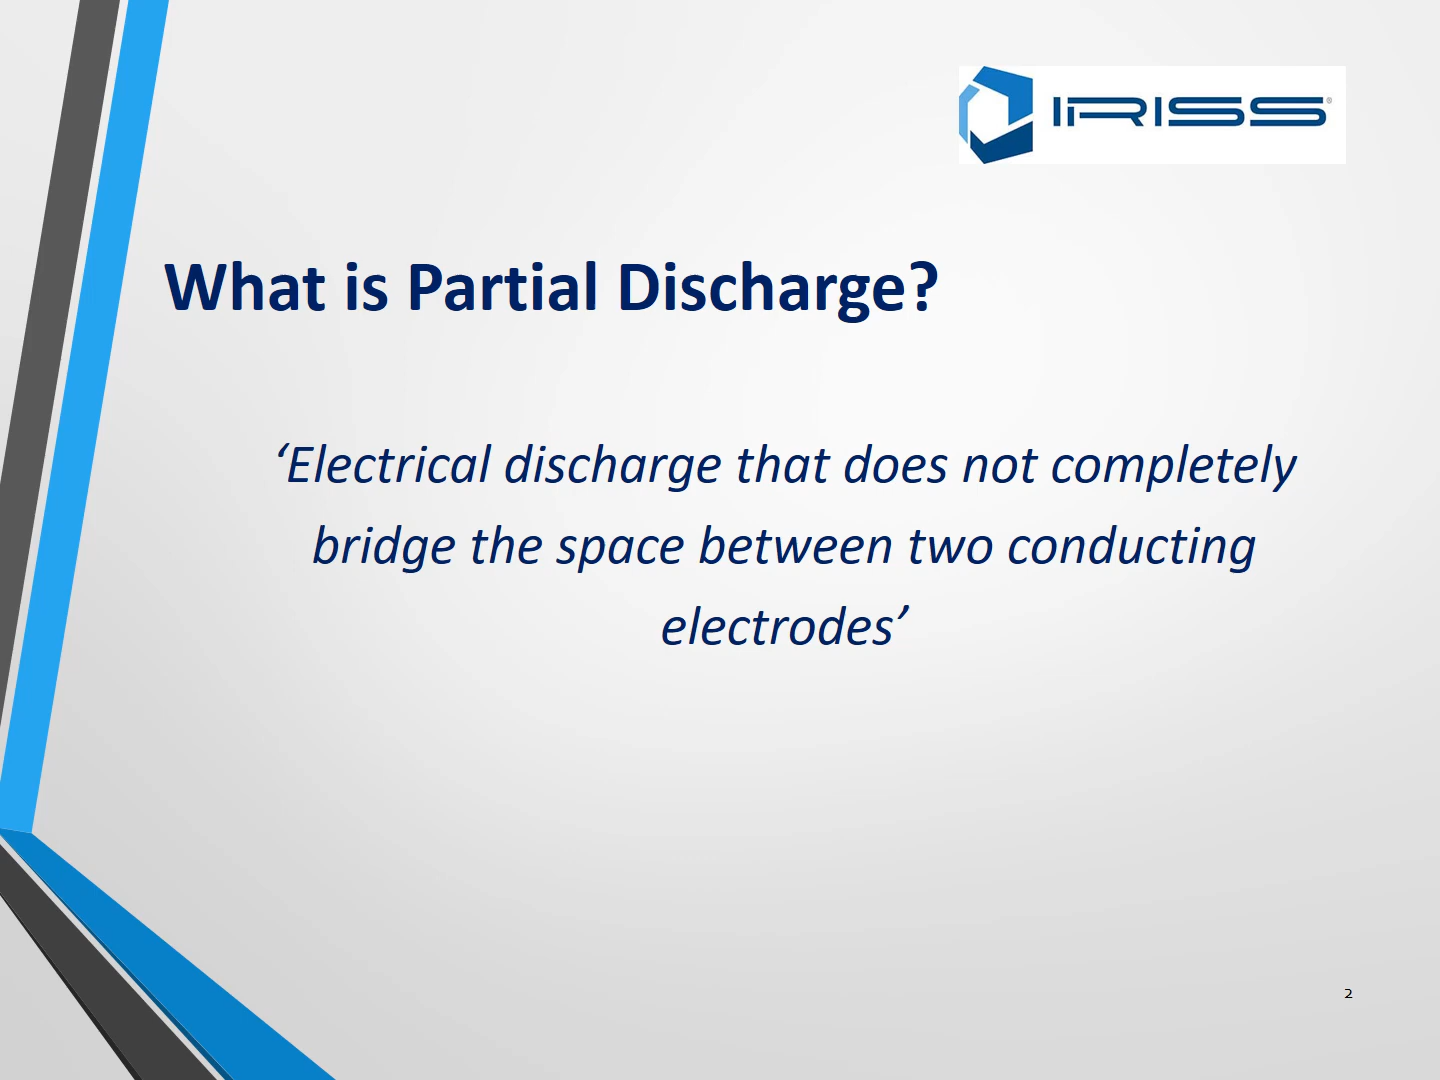 IRISS®
What is Partial Discharge?
‘Electrical discharge that does not completely
bridge the space between two conducting
electrodes’
2